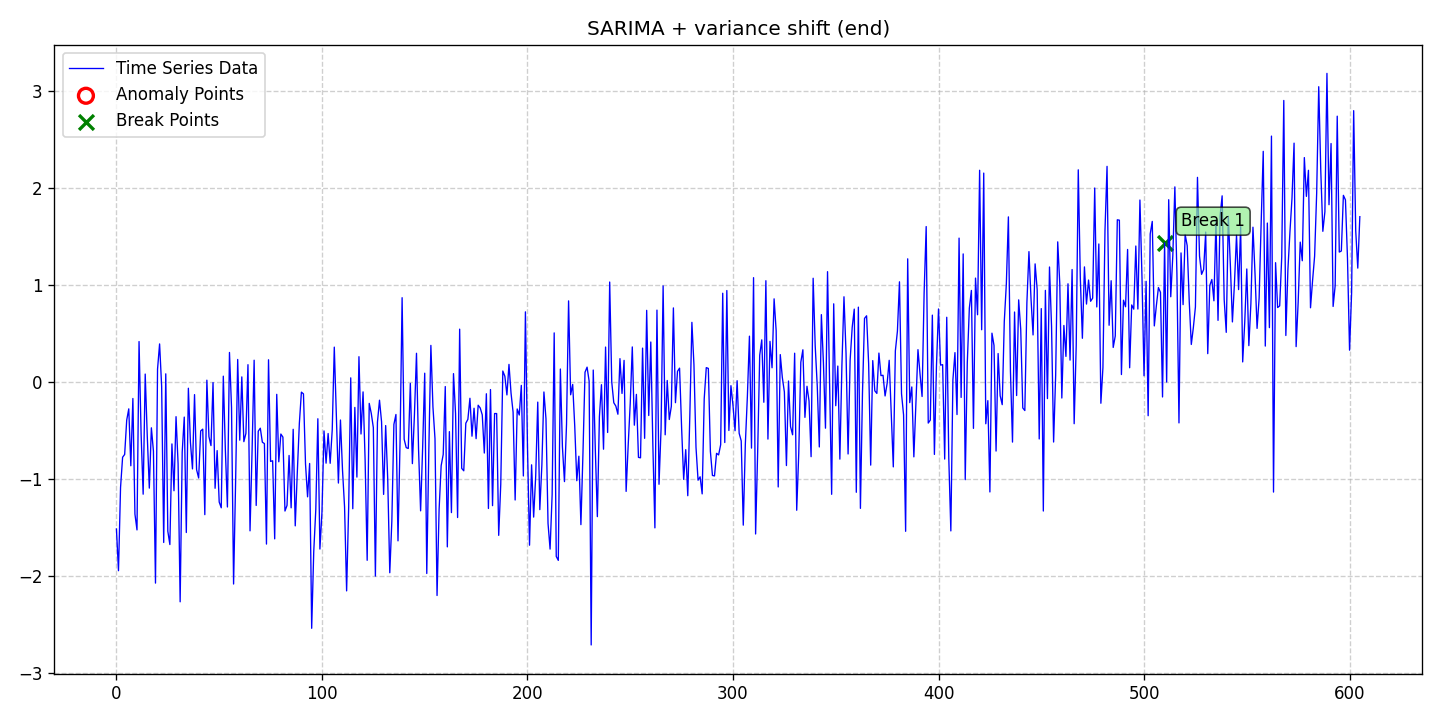 SARIMA + variance shift (end)
Time Series Data
Anomaly Points
Break Points
Break 1
3
2
1
0
−1
−2
−3
0 100 200 300 400 500 600